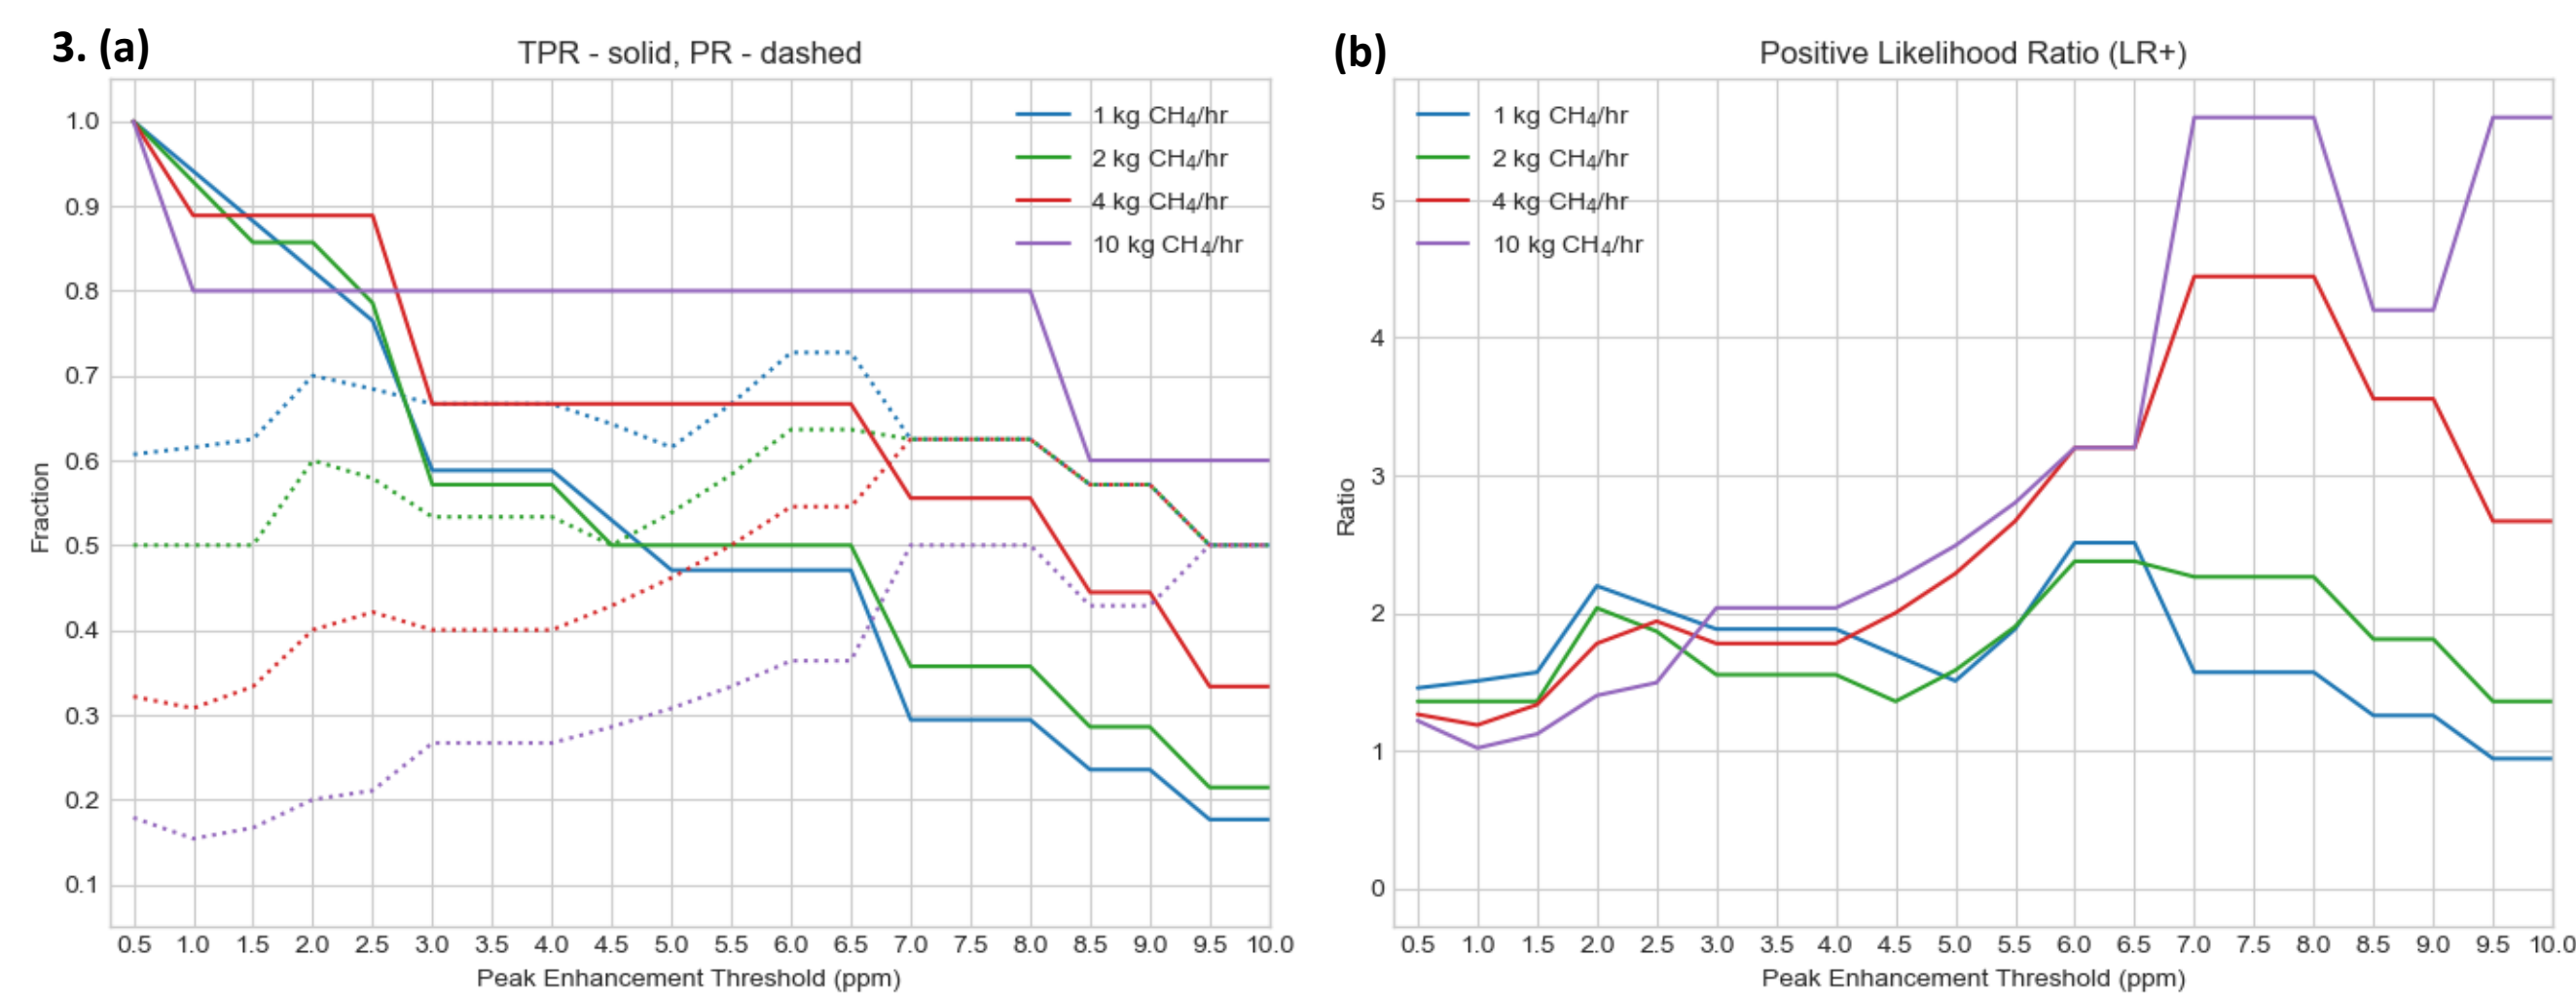 3. (a)
TPR - solid, PR - dashed
1 kg CH₄/hr
2 kg CH₄/hr
4 kg CH₄/hr
10 kg CH₄/hr
1.0
0.9
0.8
0.7
0.6
0.5
0.4
0.3
0.2
0.1
Fraction
0.5 1.0 1.5 2.0 2.5 3.0 3.5 4.0 4.5 5.0 5.5 6.0 6.5 7.0 7.5 8.0 8.5 9.0 9.5 10.0
Peak Enhancement Threshold (ppm)
(b)
Positive Likelihood Ratio (LR+)
1 kg CH₄/hr
2 kg CH₄/hr
4 kg CH₄/hr
10 kg CH₄/hr
5
4
3
2
1
0
Ratio
0.5 1.0 1.5 2.0 2.5 3.0 3.5 4.0 4.5 5.0 5.5 6.0 6.5 7.0 7.5 8.0 8.5 9.0 9.5 10.0
Peak Enhancement Threshold (ppm)